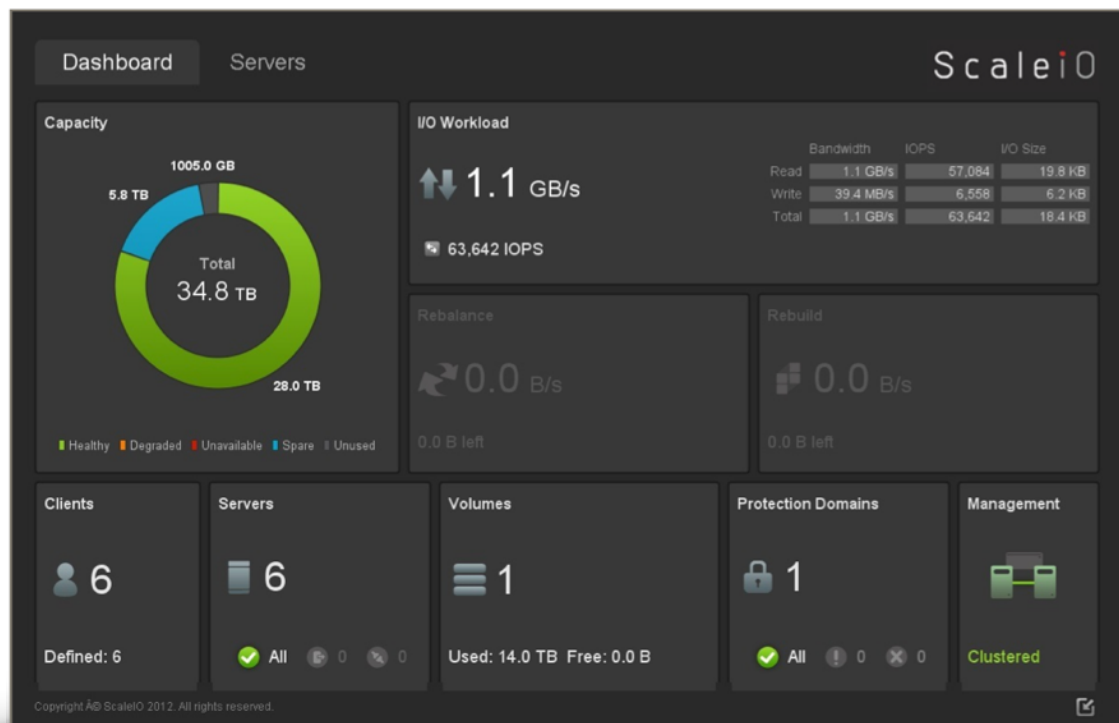 Dashboard Servers ScaleiO
Capacity
1005.0 GB
5.8 TB
Total
34.8 TB
28.0 TB
Healthy Degraded Unavailable Spare Unused
I/O Workload
1.1 GB/s
63,642 IOPS
Bandwidth IOPS I/O Size
Read 1.1 GB/s 57,084 19.8 KB
Write 39.4 MB/s 6,558 6.2 KB
Total 1.1 GB/s 63,642 18.4 KB
Rebalance
0.0 B/s
0.0 B left
Rebuild
0.0 B/s
0.0 B left
Clients
6
Defined: 6
Servers
6
All 0 0
Volumes
1
Used: 14.0 TB Free: 0.0 B
Protection Domains
1
All 0 0
Management
Clustered
Copyright © ScaleIO 2012. All rights reserved.